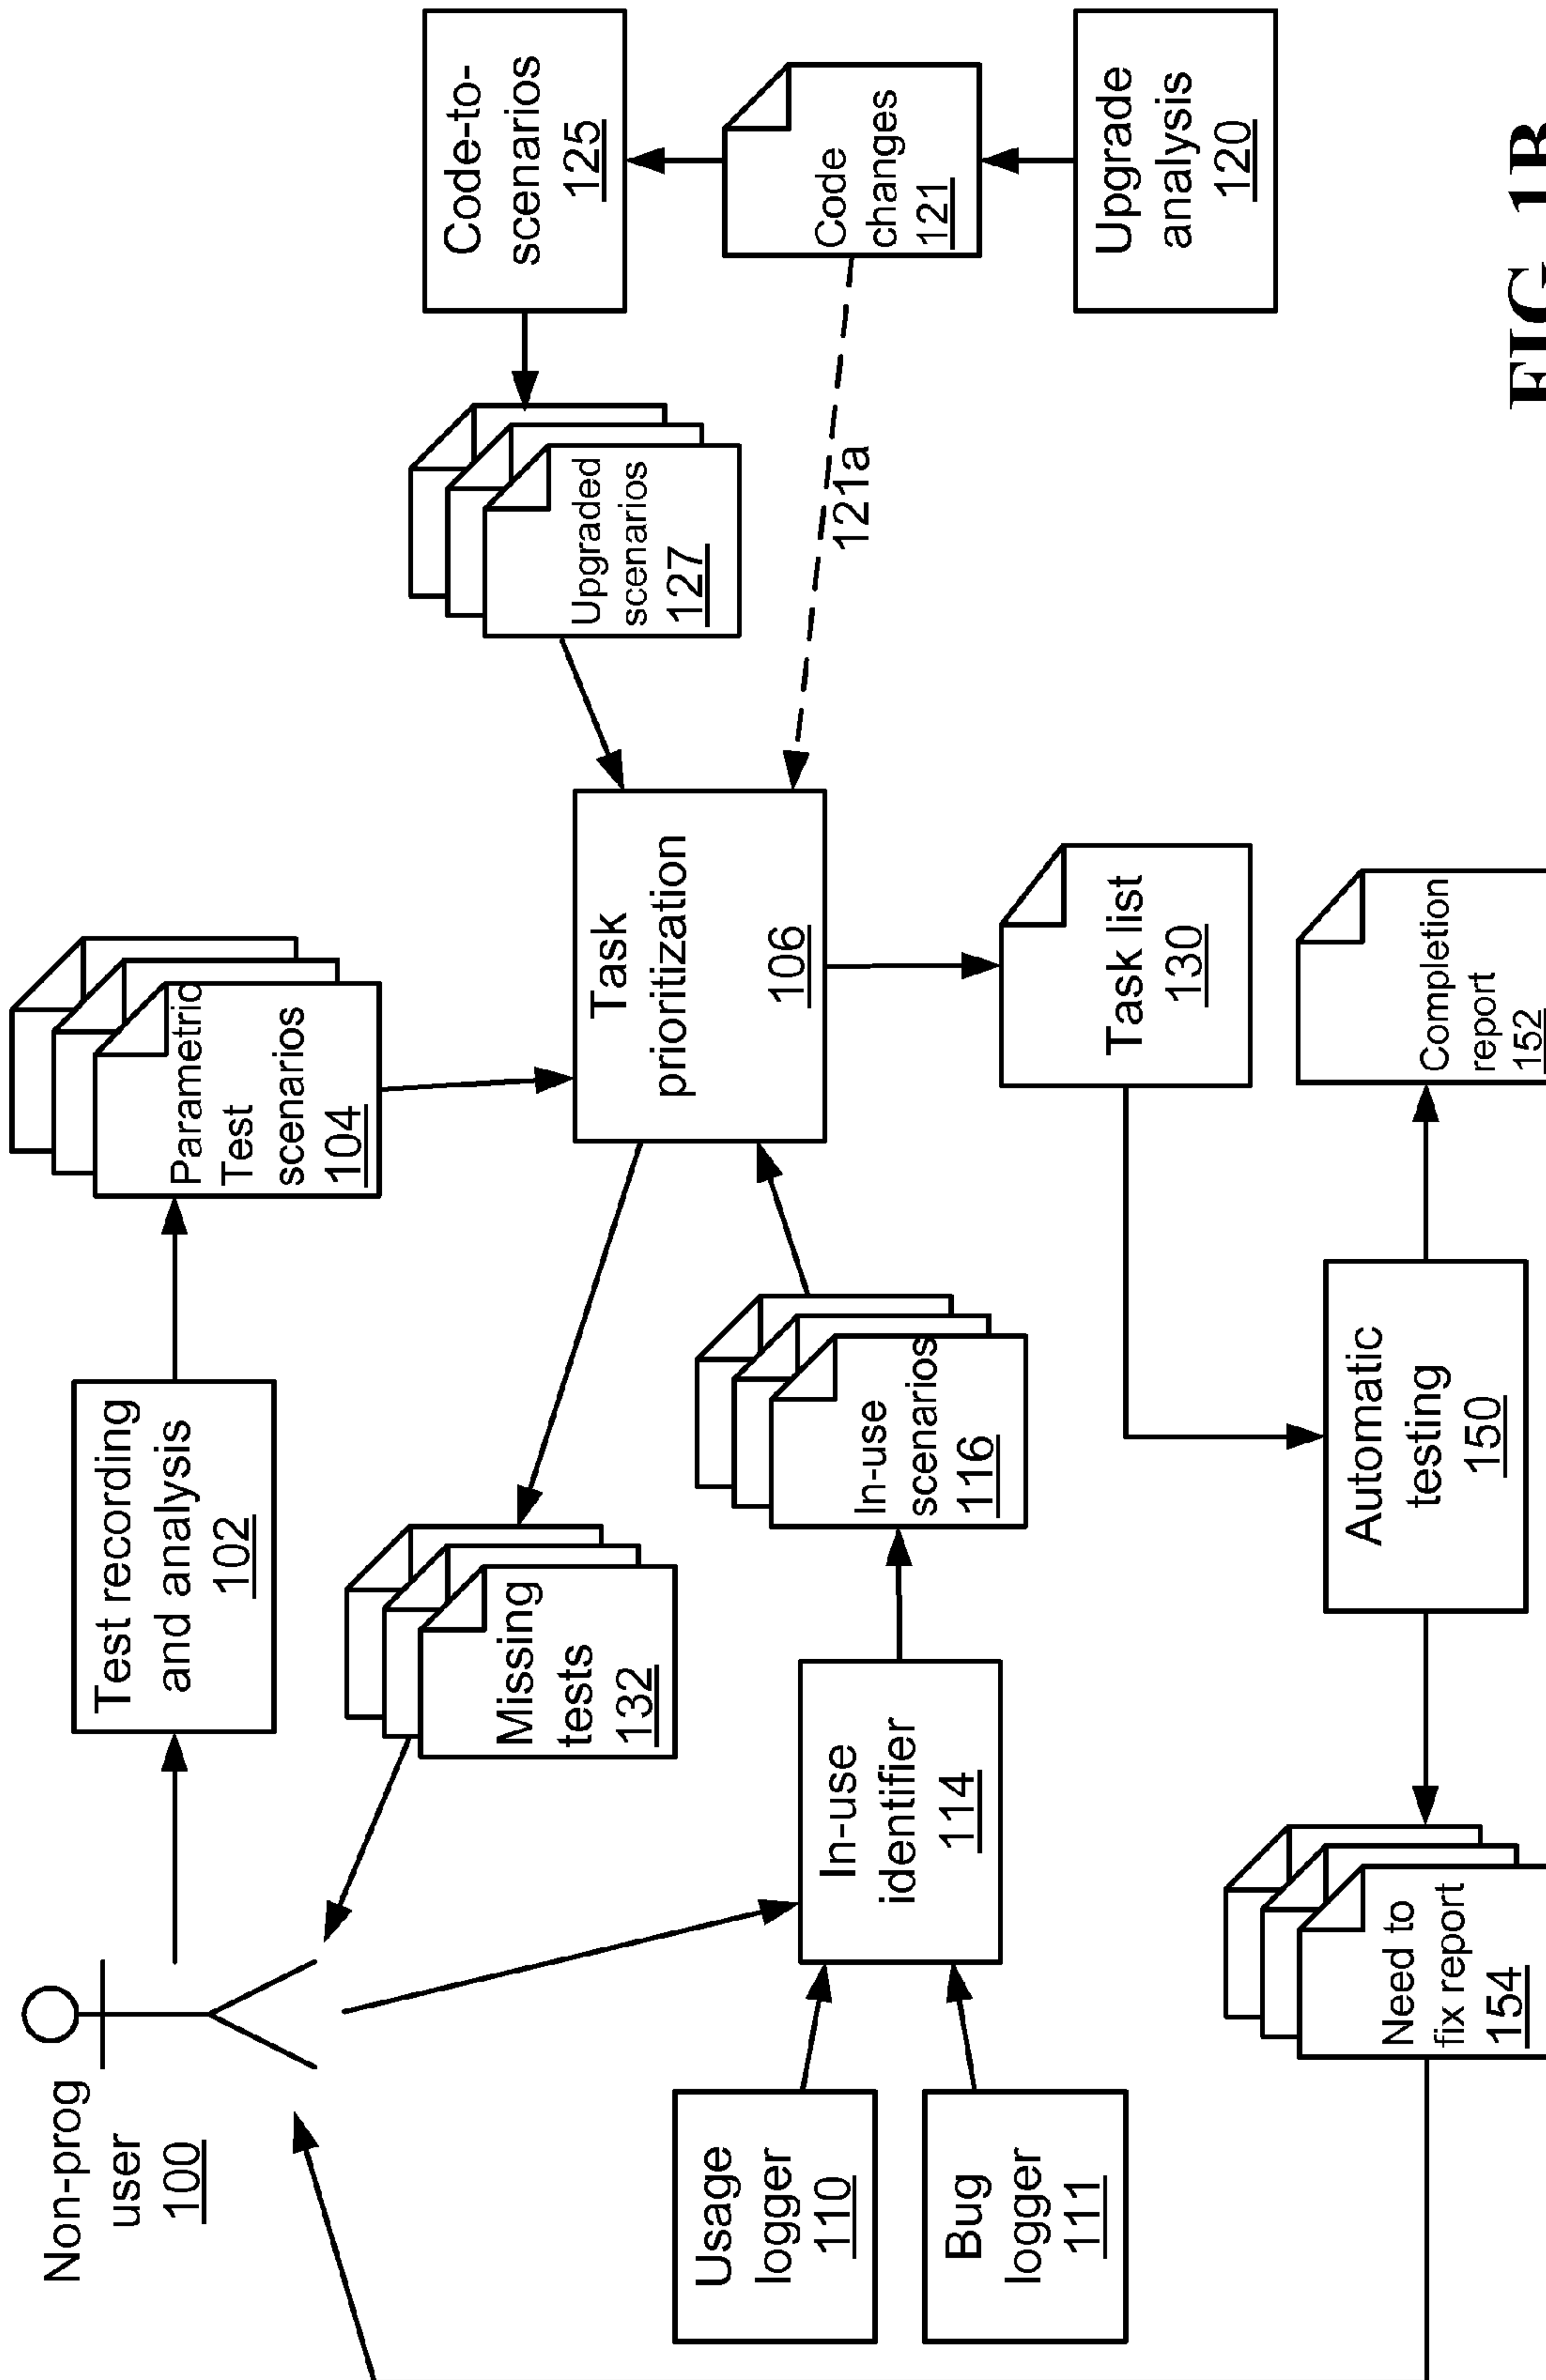 Non-prog
user
100
Test recording
and analysis
102
Parametric
Test
scenarios
104
Missing
tests
132
Upgraded
scenarios
127
Code-to-
scenarios
125
Task
prioritization
106
121a
Code
changes
121
Usage
logger
110
Bug
logger
111
In-use
identifier
114
In-use
scenarios
116
Task list
130
Upgrade
analysis
120
Need to
fix report
154
Automatic
testing
150
Completion
report
152
FIG. 1B